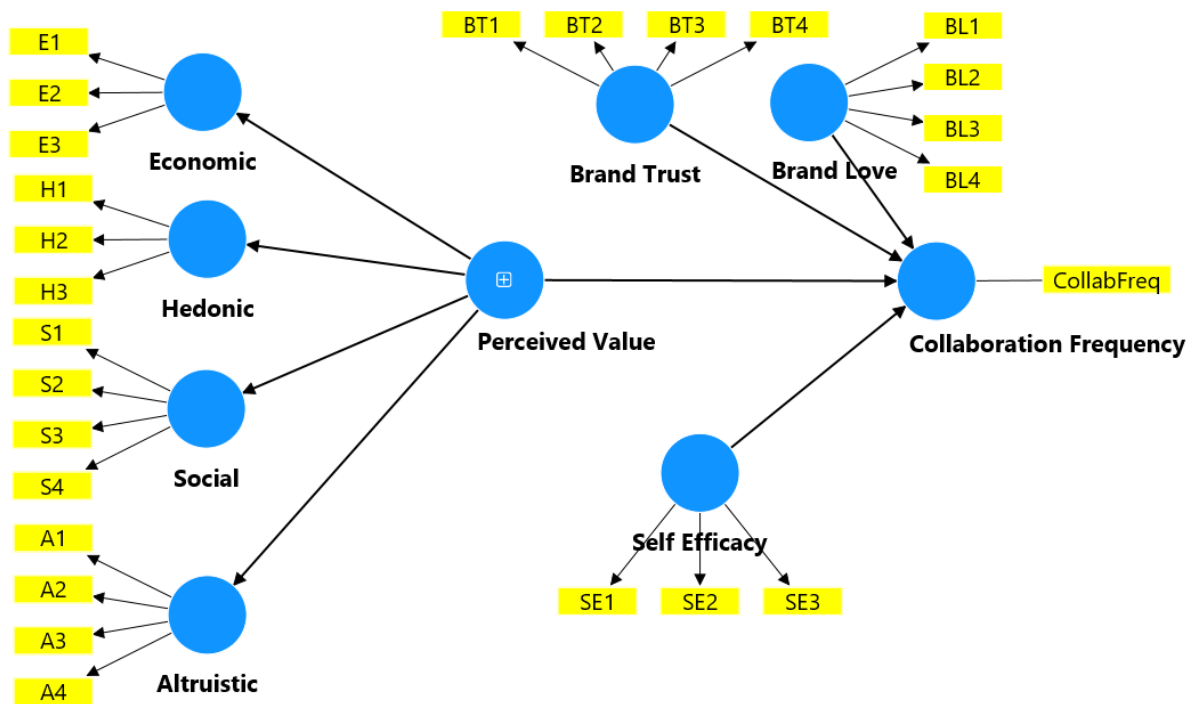 E1
E2
E3
Economic
H1
H2
H3
Hedonic
S1
S2
S3
S4
Social
A1
A2
A3
A4
Altruistic
Perceived Value
BT1
BT2
BT3
BT4
Brand Trust
BL1
BL2
BL3
BL4
Brand Love
CollabFreq
Collaboration Frequency
Self Efficacy
SE1
SE2
SE3